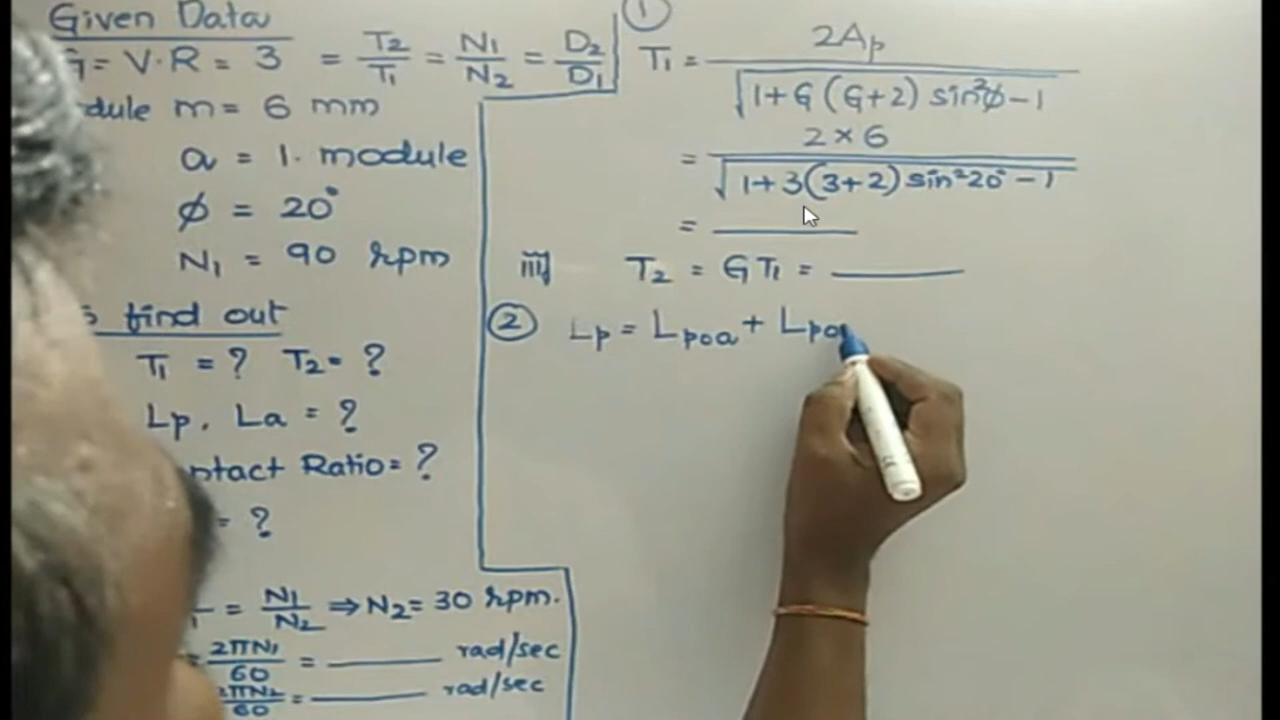 Given Data
G = V.R = 3 = T2/T1 = N1/N2 = D2/D1
dule m = 6 mm
a = 1. module
φ = 20°
N1 = 90 rpm
find out
T1 = ? T2 = ?
Lp, La = ?
ntact Ratio = ?
= ?
= N1/N2 ⇒ N2 = 30 rpm.
= 2πN1/60 = ______ rad/sec
2πN2/60 = ______ rad/sec
①
T1 = 2Ap / √1+G(G+2) sin²φ - 1
= 2×6 / √1+3(3+2) sin²20° - 1
= ______
iii] T2 = GT1 = ______
② Lp = Lpoa + Lpo